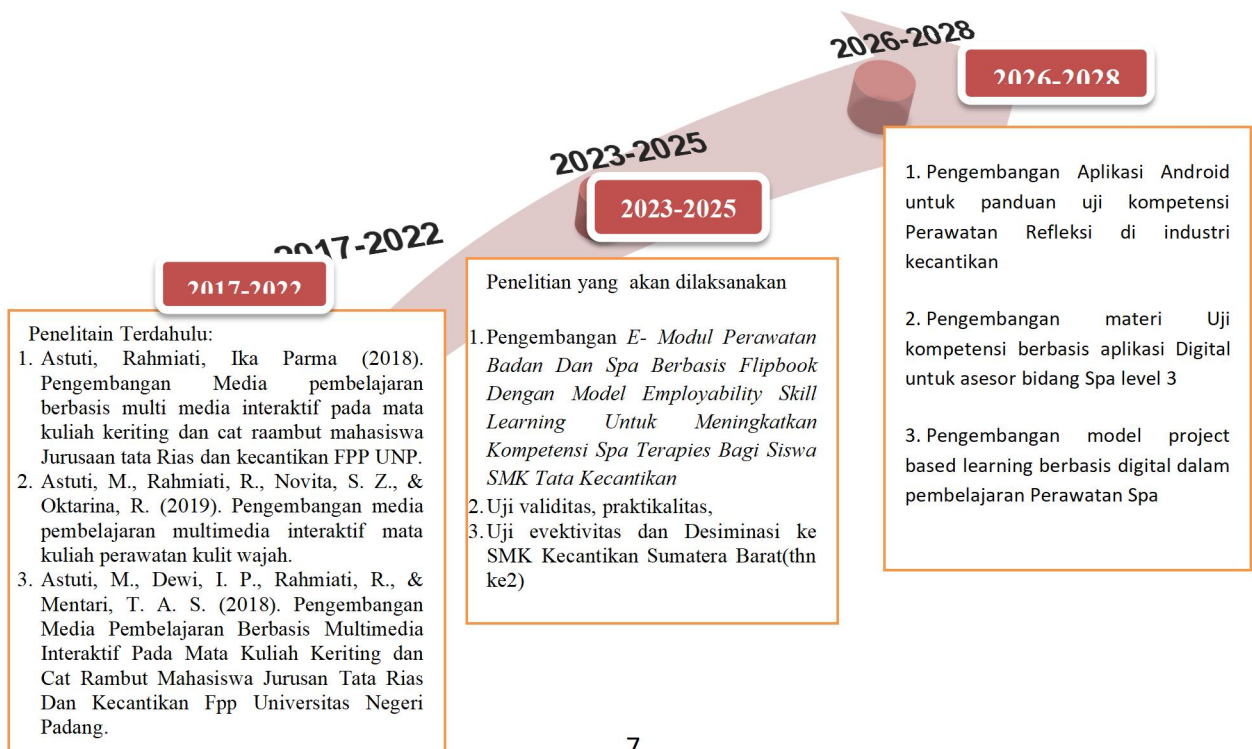 2017-2022
2017-2022
Penelitain Terdahulu:
1. Astuti, Rahmiati, Ika Parma (2018).
Pengembangan Media pembelajaran
berbasis multi media interaktif pada mata
kuliah keriting dan cat raambut mahasiswa
Jurusaan tata Rias dan kecantikan FPP UNP.
2. Astuti, M., Rahmiati, R., Novita, S. Z., &
Oktarina, R. (2019). Pengembangan media
pembelajaran multimedia interaktif mata
kuliah perawatan kulit wajah.
3. Astuti, M., Dewi, I. P., Rahmiati, R., &
Mentari, T. A. S. (2018). Pengembangan
Media Pembelajaran Berbasis Multimedia
Interaktif Pada Mata Kuliah Keriting dan
Cat Rambut Mahasiswa Jurusan Tata Rias
Dan Kecantikan Fpp Universitas Negeri
Padang.
2023-2025
2023-2025
Penelitian yang akan dilaksanakan
1. Pengembangan E- Modul Perawatan
Badan Dan Spa Berbasis Flipbook
Dengan Model Employability Skill
Learning Untuk Meningkatkan
Kompetensi Spa Terapies Bagi Siswa
SMK Tata Kecantikan
2. Uji validitas, praktikalitas,
3. Uji evektivitas dan Desiminasi ke
SMK Kecantikan Sumatera Barat(thn
ke2)
2026-2028
2026-2028
1. Pengembangan Aplikasi Android
untuk panduan uji kompetensi
Perawatan Refleksi di industri
kecantikan
2. Pengembangan materi Uji
kompetensi berbasis aplikasi Digital
untuk asesor bidang Spa level 3
3. Pengembangan model project
based learning berbasis digital dalam
pembelajaran Perawatan Spa
7